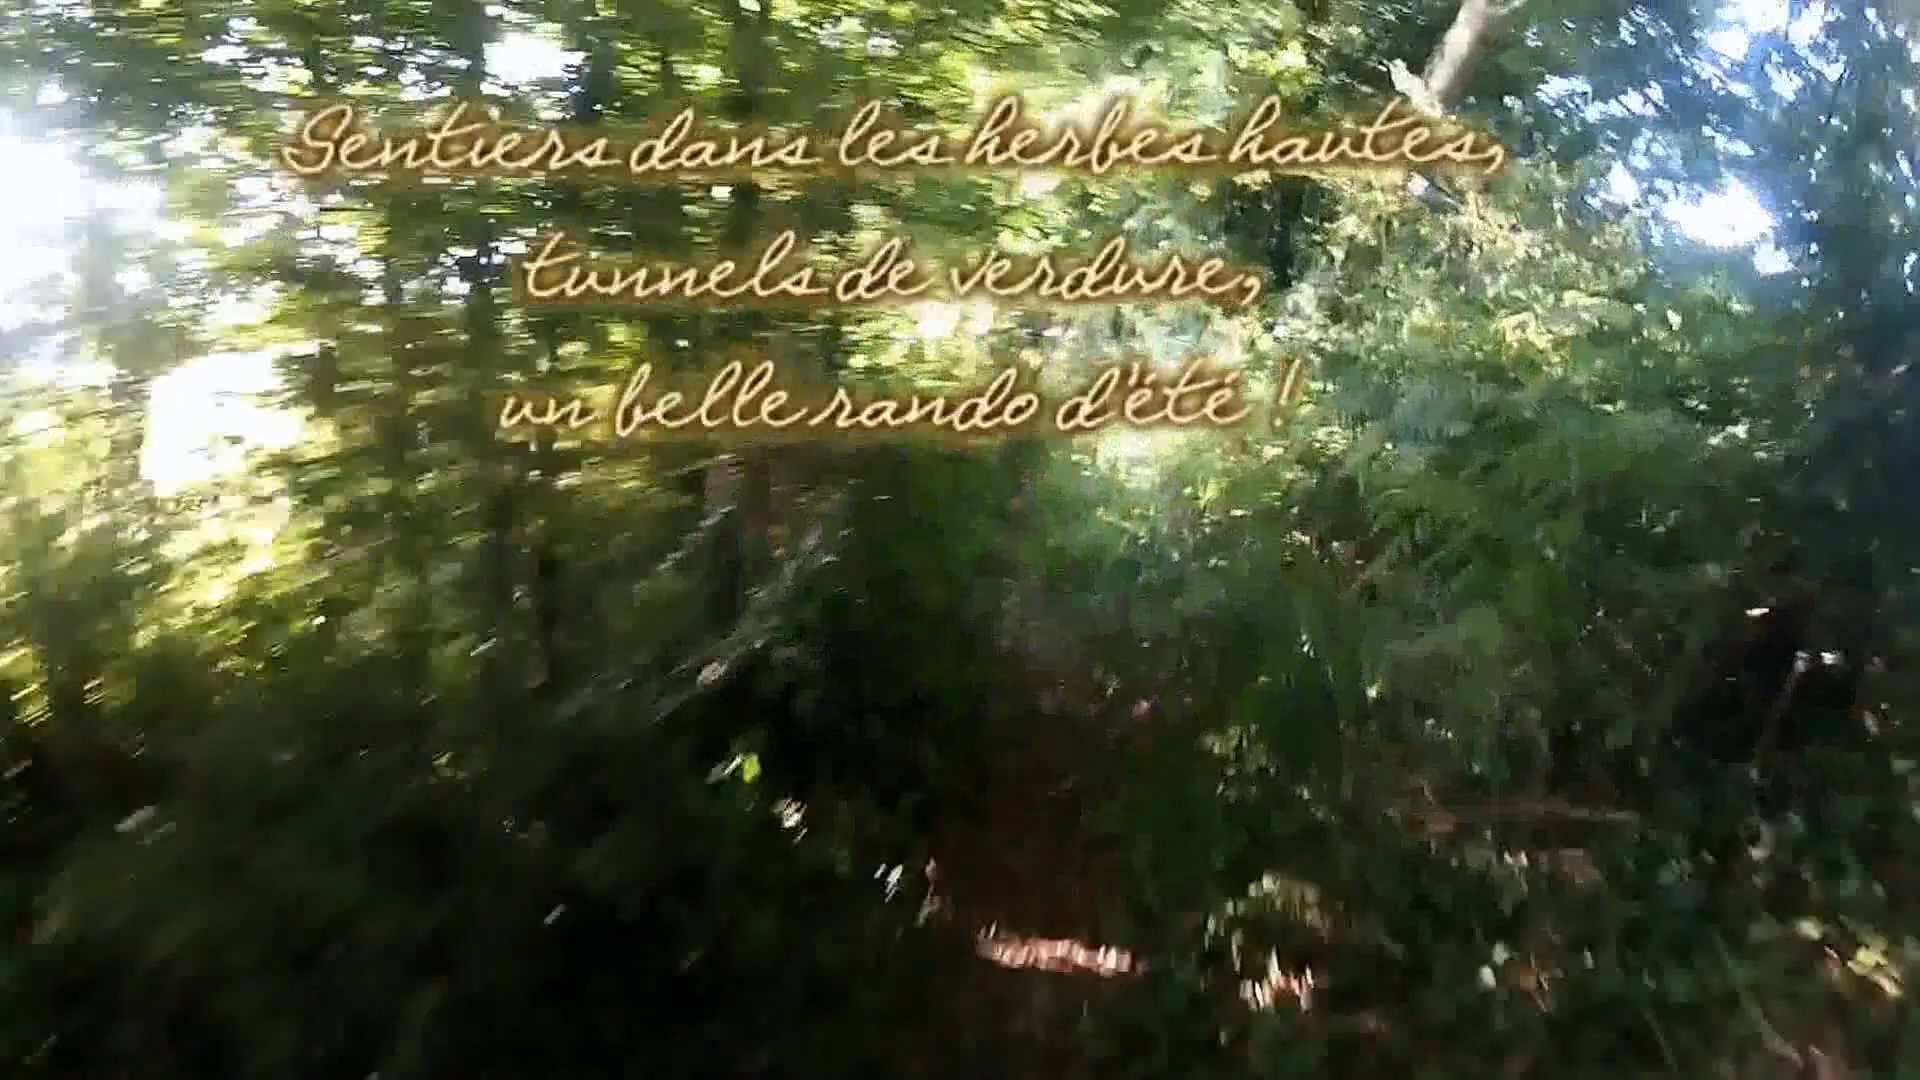 Sentiers dans les herbes hautes,
tunnels de verdure,
un belle rando d'été !